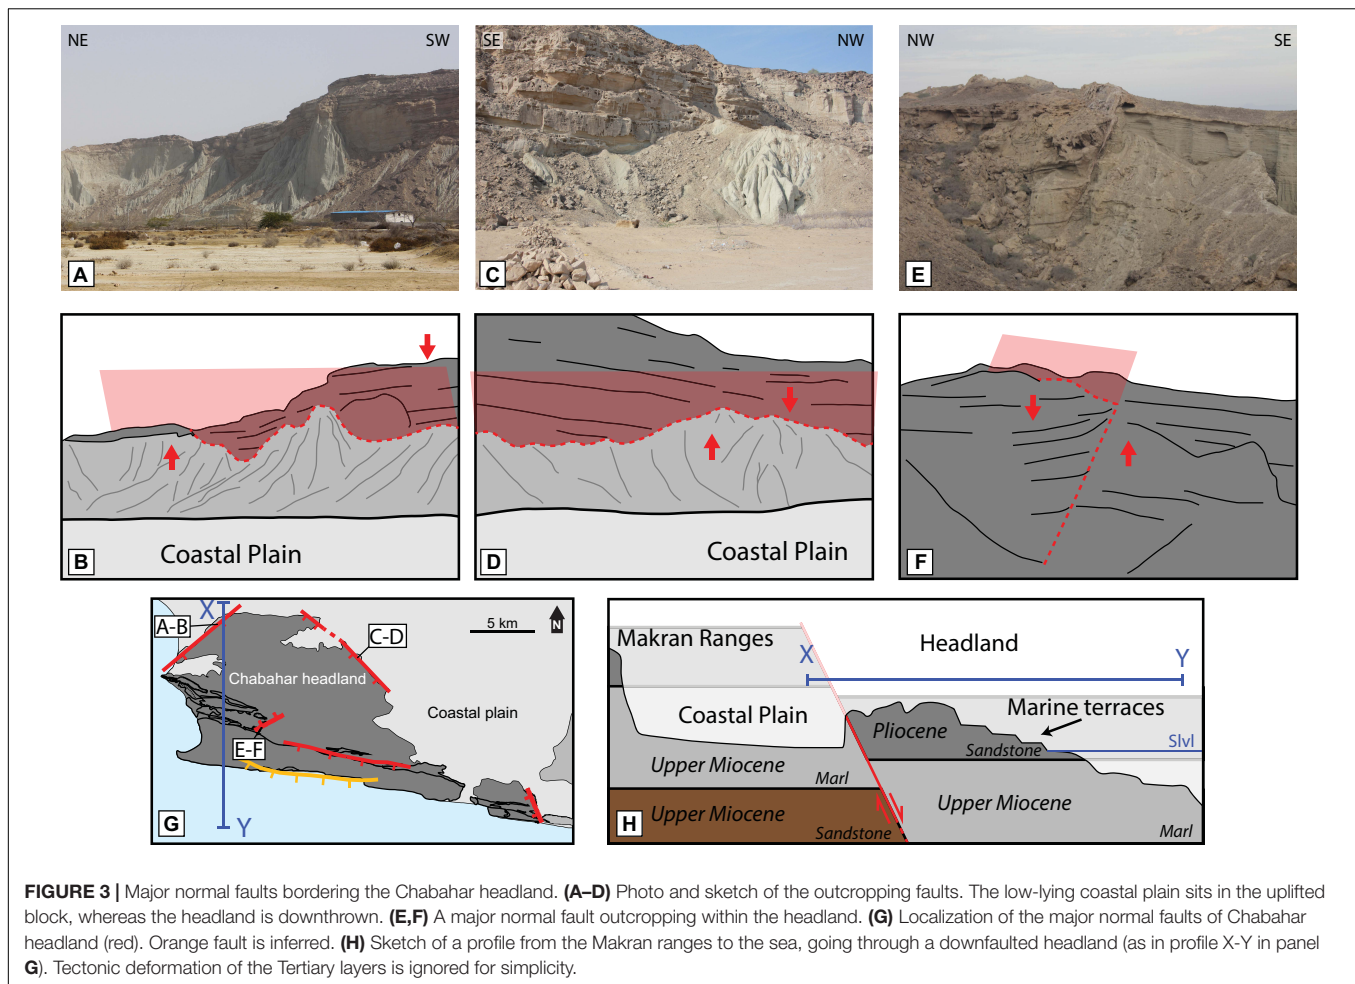 NE
SW
SE
NW
NW
SE
A
C
E
Coastal Plain
B
Coastal Plain
D
F
X
A-B
C-D
5 km
N
Chabahar headland
Coastal plain
E-F
G
Y
Makran Ranges
Headland
X
Y
Coastal Plain
Marine terraces
Pliocene
Sandstone
Slvl
Upper Miocene
Marl
Upper Miocene
Upper Miocene
Sandstone
Marl
H
FIGURE 3 | Major normal faults bordering the Chabahar headland. (A–D) Photo and sketch of the outcropping faults. The low-lying coastal plain sits in the uplifted
block, whereas the headland is downthrown. (E,F) A major normal fault outcropping within the headland. (G) Localization of the major normal faults of Chabahar
headland (red). Orange fault is inferred. (H) Sketch of a profile from the Makran ranges to the sea, going through a downfaulted headland (as in profile X-Y in panel
G). Tectonic deformation of the Tertiary layers is ignored for simplicity.